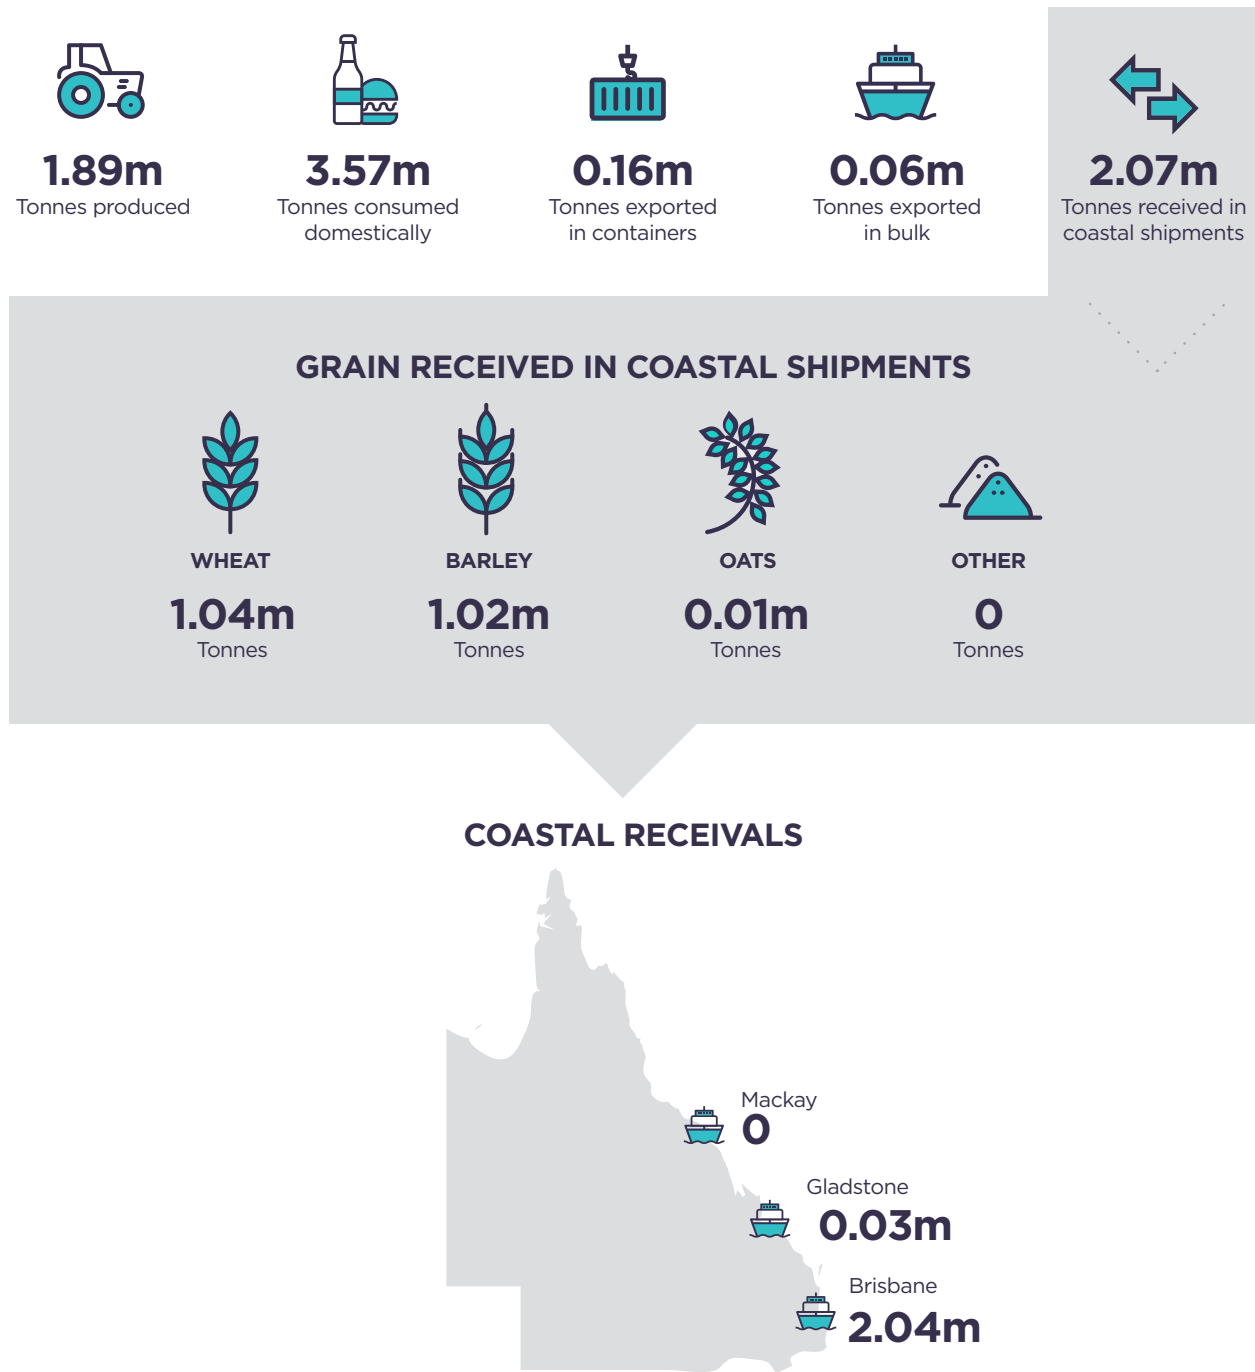 1.89m
Tonnes produced
3.57m
Tonnes consumed
domestically
0.16m
Tonnes exported
in containers
0.06m
Tonnes exported
in bulk
2.07m
Tonnes received in
coastal shipments
GRAIN RECEIVED IN COASTAL SHIPMENTS
WHEAT
1.04m
Tonnes
BARLEY
1.02m
Tonnes
OATS
0.01m
Tonnes
OTHER
0
Tonnes
COASTAL RECEIVALS
Mackay
0
Gladstone
0.03m
Brisbane
2.04m